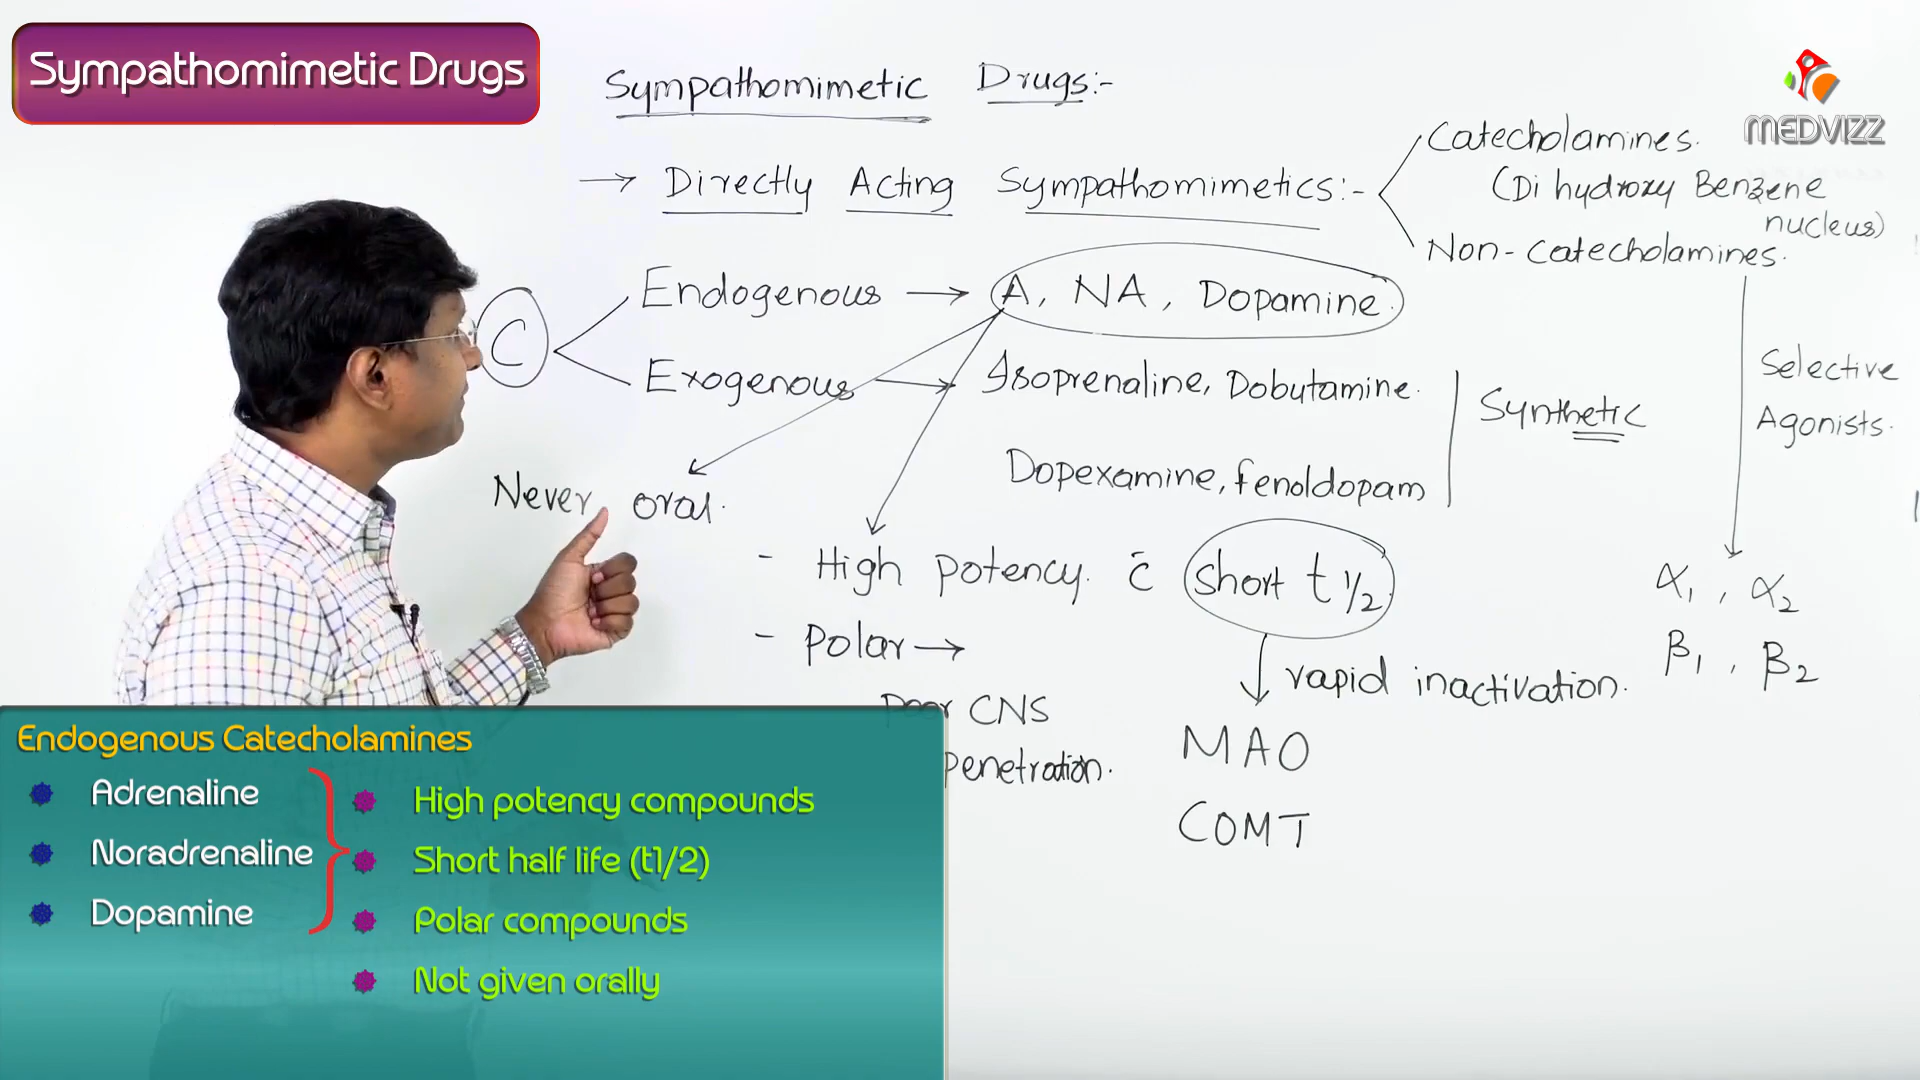 Sympathomimetic Drugs
Sympathomimetic Drugs:-
MEDVIZZ
→ Directly Acting Sympathomimetics:-
Catecholamines.
(Di hydroxy Benzene
nucleus)
Non-Catecholamines.
C
Endogenous → A, NA, Dopamine.
Exogenous → Isoprenaline, Dobutamine.
Dopexamine, Fenoldopam
Synthetic
Selective
Agonists.
α1, α2
β1, β2
Never oral.
- High potency. c̄ short t 1/2
- Polar →
Poor CNS
penetration.
rapid inactivation.
MAO
COMT
Endogenous Catecholamines
Adrenaline
Noradrenaline
Dopamine
High potency compounds
Short half life (t1/2)
Polar compounds
Not given orally